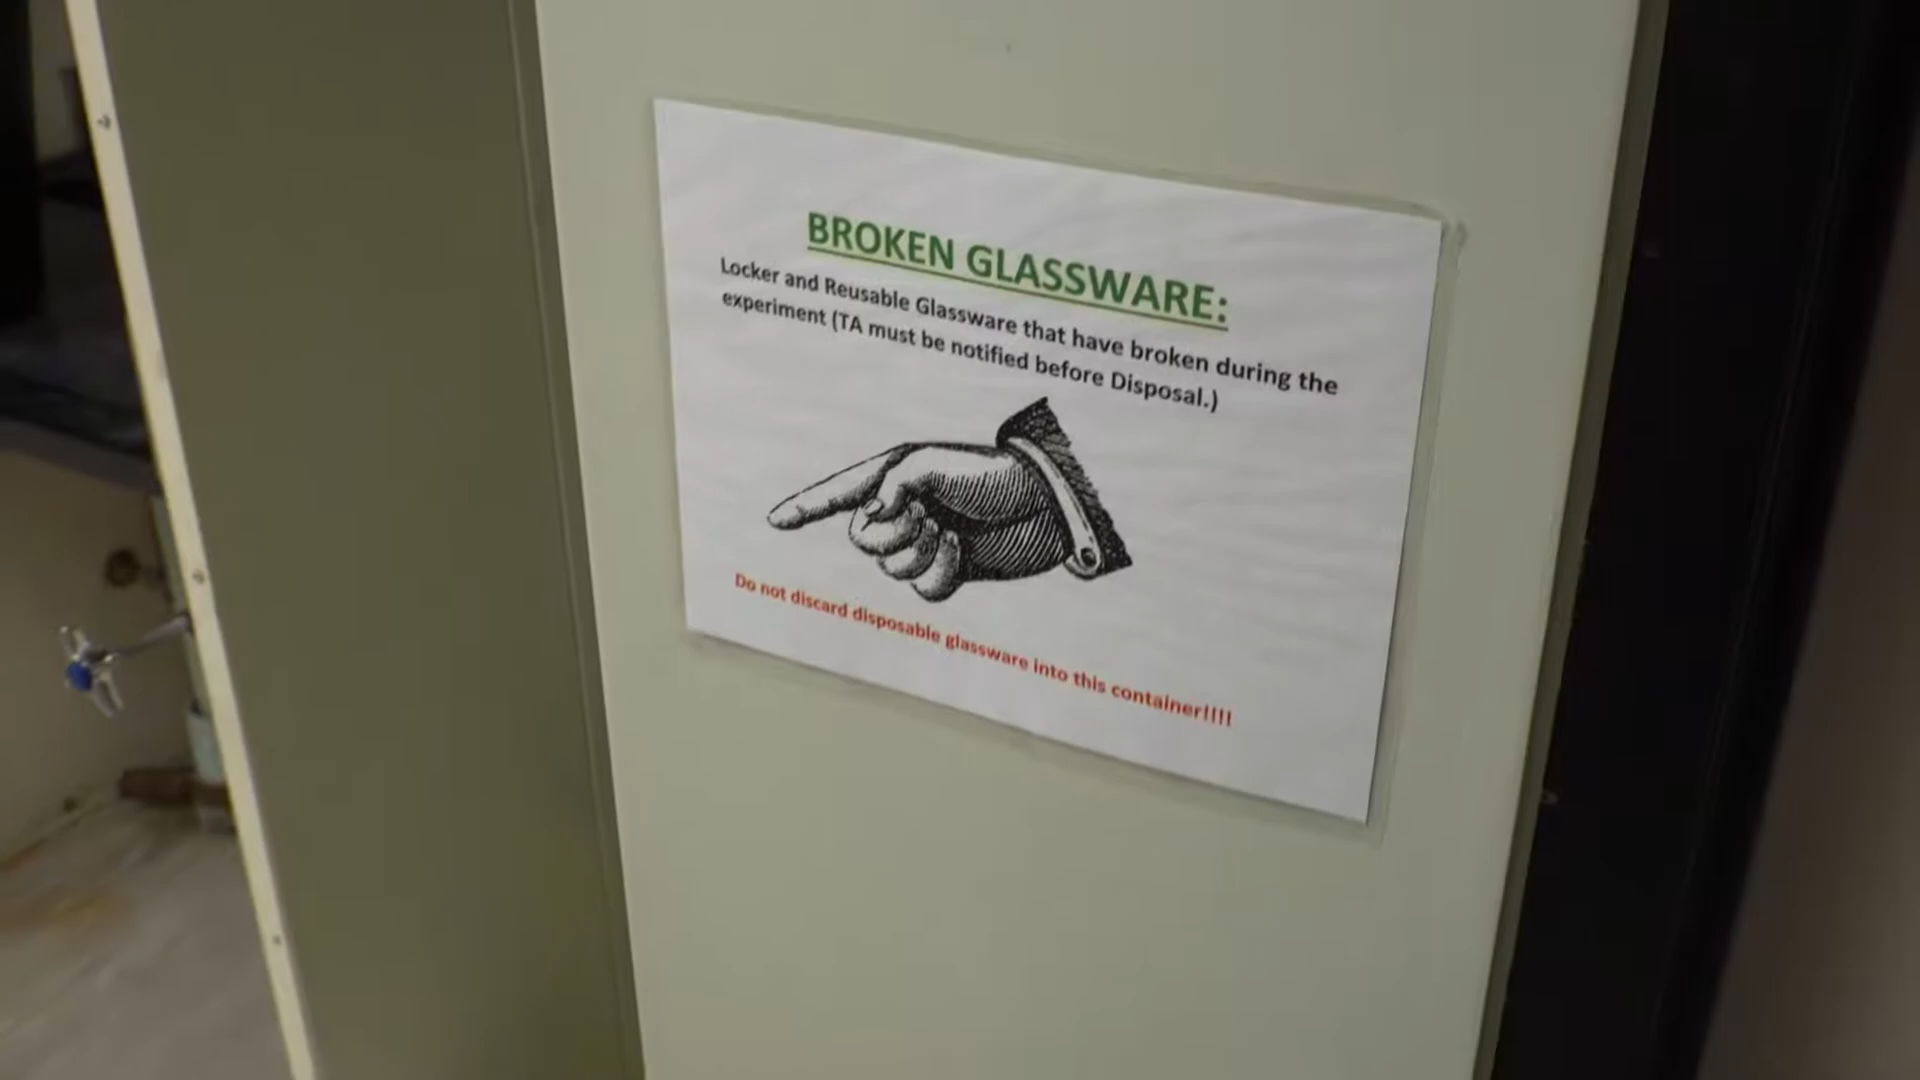 BROKEN GLASSWARE:
Locker and Reusable Glassware that have broken during the
experiment (TA must be notified before Disposal.)
Do not discard disposable glassware into this container!!!!